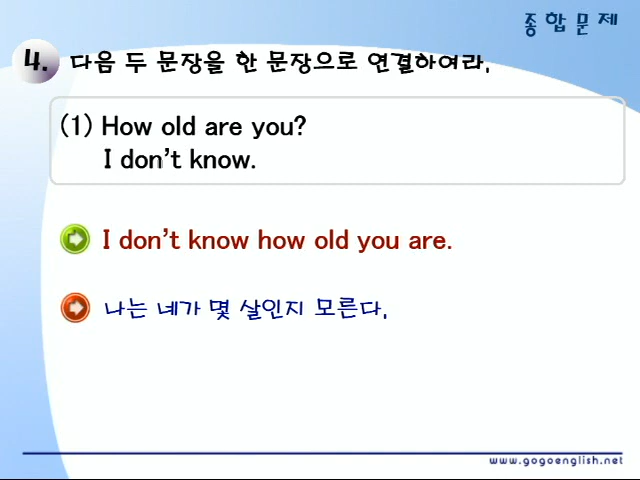 종합문제
4. 다음 두 문장을 한 문장으로 연결하여라.
(1) How old are you?
I don't know.
I don't know how old you are.
나는 네가 몇 살인지 모른다.
www.gogoenglish.net